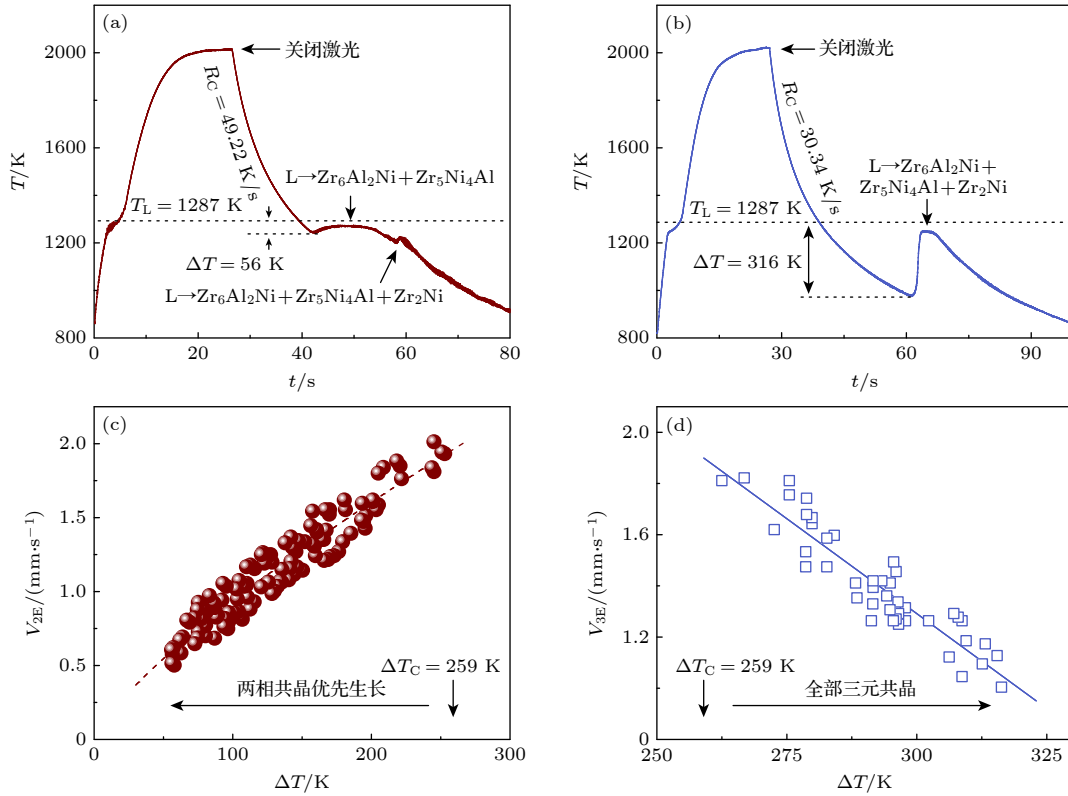 (a)
T/K
2000
1600
1200
800
关闭激光
R_C = 49.22 K/s
L→Zr₆Al₂Ni+Zr₅Ni₄Al
T_L = 1287 K
ΔT = 56 K
L→Zr₆Al₂Ni+Zr₅Ni₄Al+Zr₂Ni
0 20 40 60 80
t/s
(b)
T/K
2000
1600
1200
800
关闭激光
R_C = 30.34 K/s
L→Zr₆Al₂Ni+
Zr₅Ni₄Al+Zr₂Ni
T_L = 1287 K
ΔT = 316 K
0 30 60 90
t/s
(c)
V₂E/(mm·s⁻¹)
2.0
1.5
1.0
0.5
0
ΔT_C = 259 K
两相共晶优先生长
0 100 200 300
ΔT/K
(d)
V₃E/(mm·s⁻¹)
2.0
1.6
1.2
0
ΔT_C = 259 K
全部三元共晶
250 275 300 325
ΔT/K